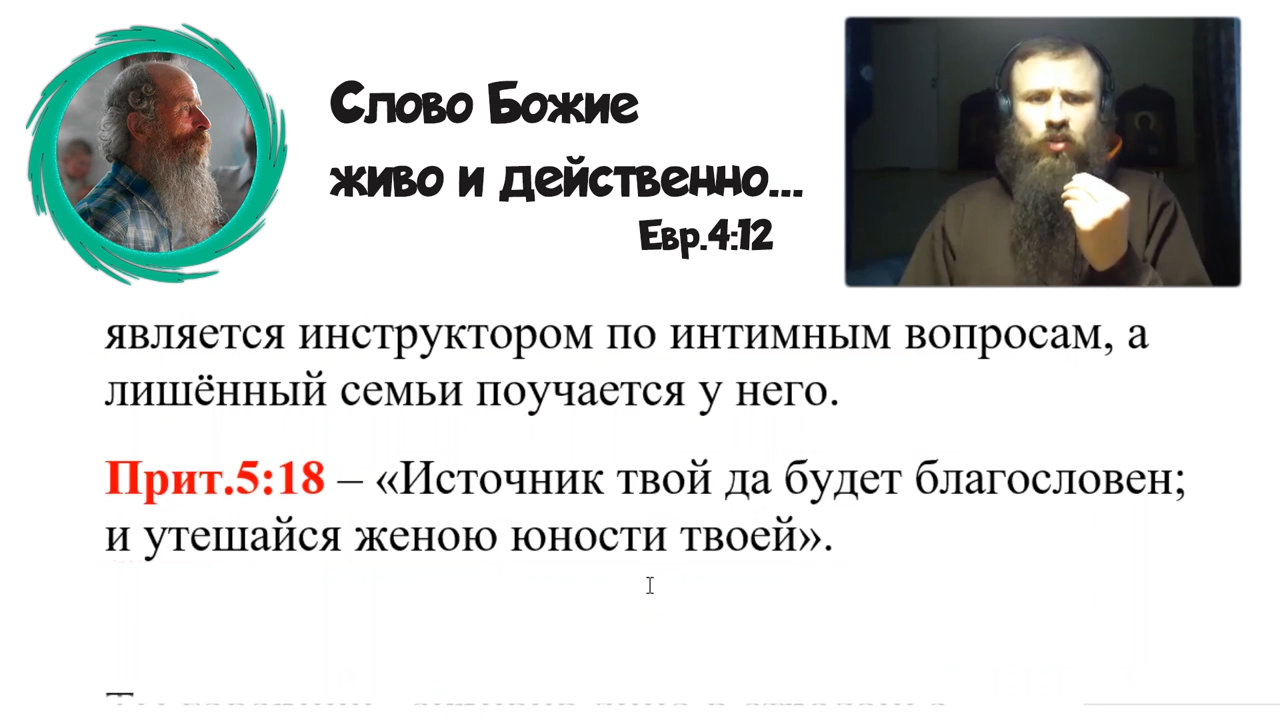 Слово Божие
живо и действенно...
Евр.4:12
является инструктором по интимным вопросам, а
лишённый семьи поучается у него.
Прит.5:18 – «Источник твой да будет благословен;
и утешайся женою юности твоей».